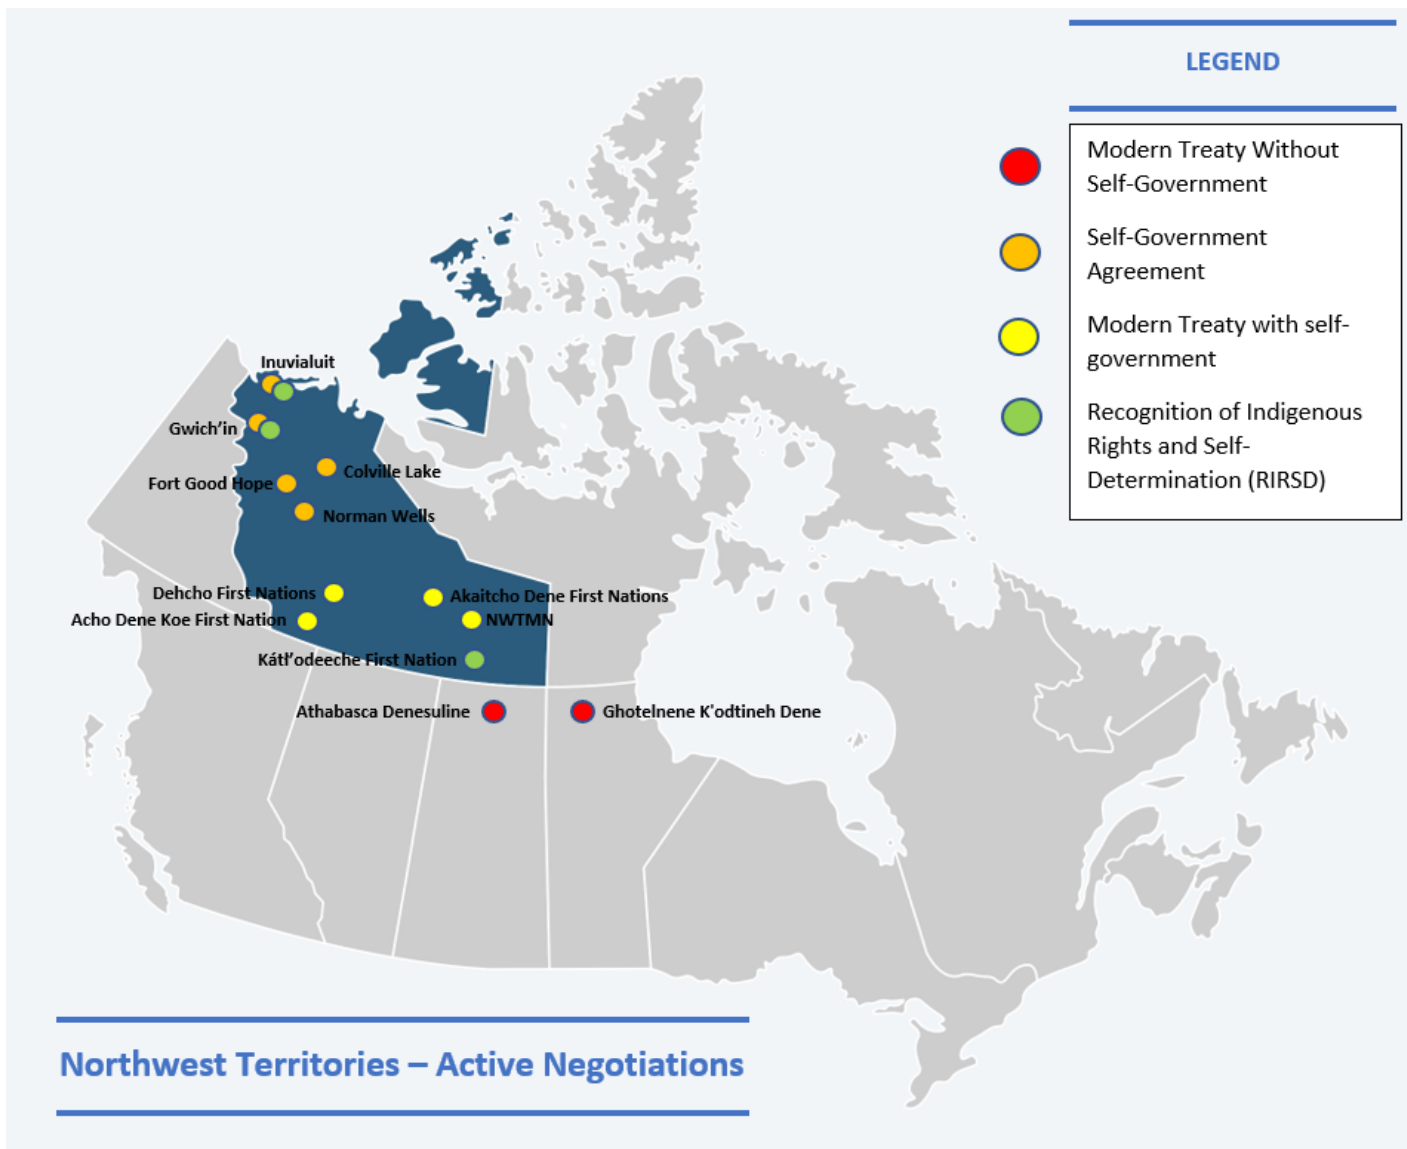 LEGEND
Modern Treaty Without
Self-Government
Self-Government
Agreement
Modern Treaty with self-
government
Recognition of Indigenous
Rights and Self-
Determination (RIRSD)
Inuvialuit
Gwich’in
Colville Lake
Fort Good Hope
Norman Wells
Dehcho First Nations
Akaitcho Dene First Nations
Acho Dene Koe First Nation
NWTMN
Kátł’odeeche First Nation
Athabasca Denesuline
Ghotelnene K'odtineh Dene
Northwest Territories – Active Negotiations